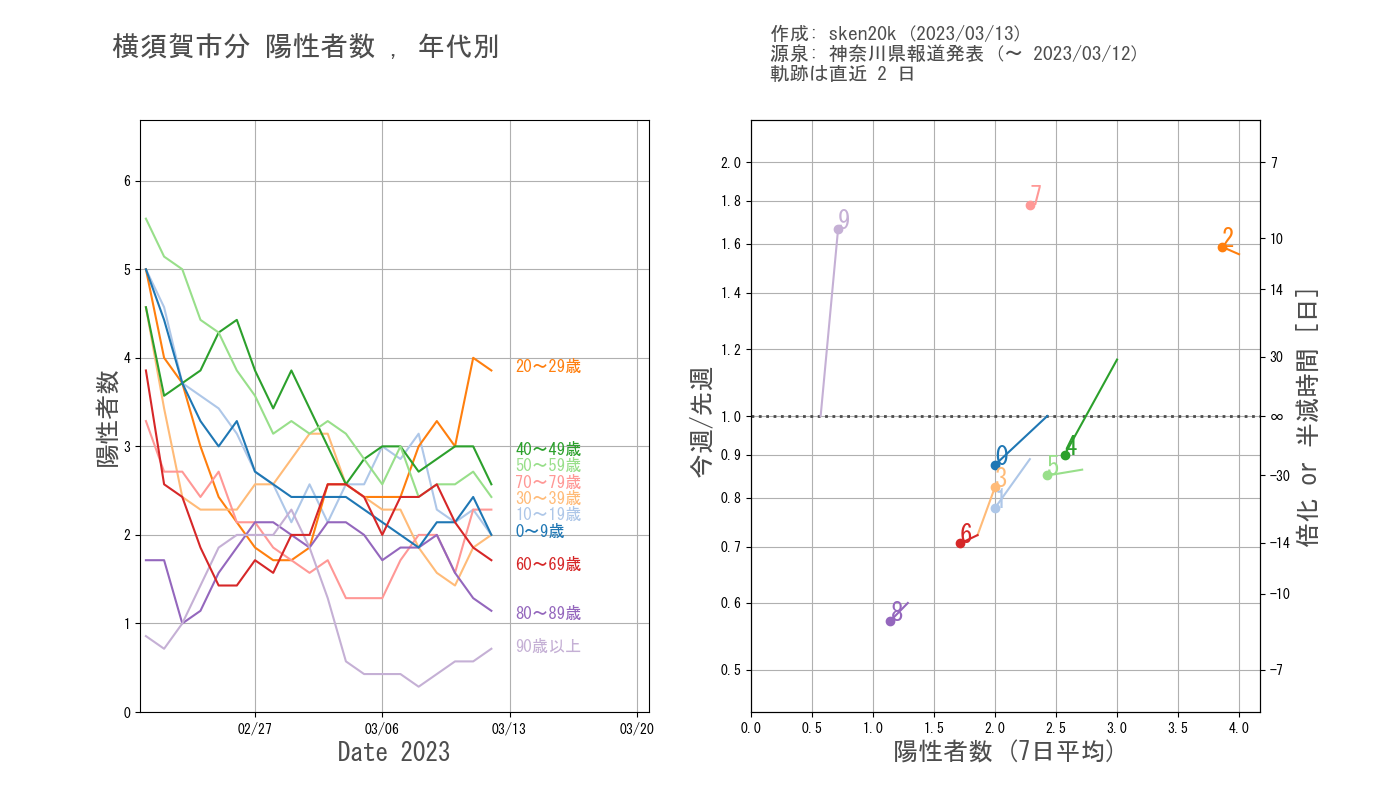 横須賀市分 陽性者数 , 年代別
作成: sken20k (2023/03/13)
源泉: 神奈川県報道発表 (〜 2023/03/12)
軌跡は直近 2 日
陽性者数
6
5
4
3
2
1
0
02/27
03/06
03/13
03/20
Date 2023
20〜29歳
40〜49歳
50〜59歳
70〜79歳
30〜39歳
10〜19歳
0〜9歳
60〜69歳
80〜89歳
90歳以上
今週/先週
2.0
1.8
1.6
1.4
1.2
1.0
0.9
0.8
0.7
0.6
0.5
0.0
0.5
1.0
1.5
2.0
2.5
3.0
3.5
4.0
陽性者数 (7日平均)
9
7
2
0
4
5
3
1
6
8
7
10
14
30
∞
-30
-14
-10
-7
倍化 or 半減時間 [日]